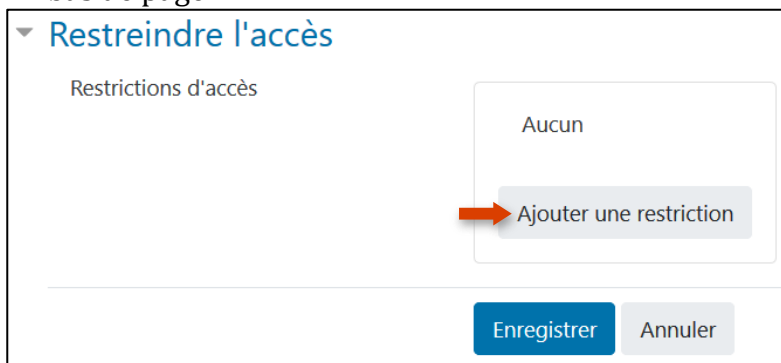 Restreindre l'accès
Restrictions d'accès
Aucun
Ajouter une restriction
Enregistrer Annuler